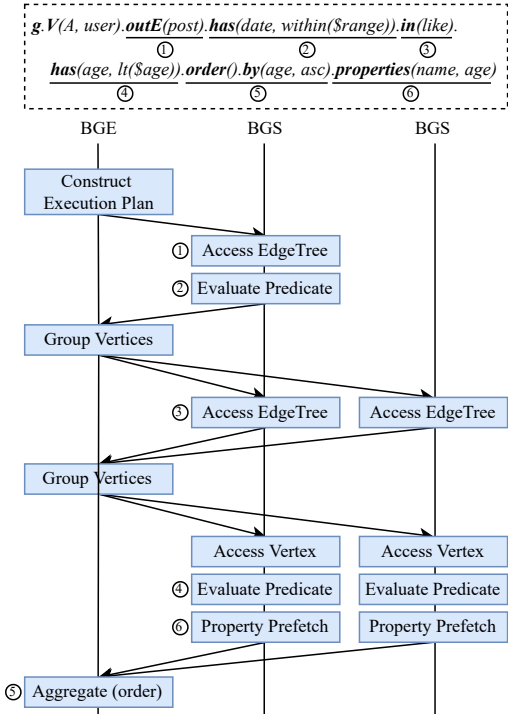 g.V(A, user).outE(post).has(date, within($range)).in(like).
① ② ③
has(age, lt($age)).order().by(age, asc).properties(name, age)
④ ⑤ ⑥
BGE BGS BGS
Construct
Execution Plan
① Access EdgeTree
② Evaluate Predicate
Group Vertices
③ Access EdgeTree Access EdgeTree
Group Vertices
Access Vertex Access Vertex
④ Evaluate Predicate Evaluate Predicate
⑥ Property Prefetch Property Prefetch
⑤ Aggregate (order)